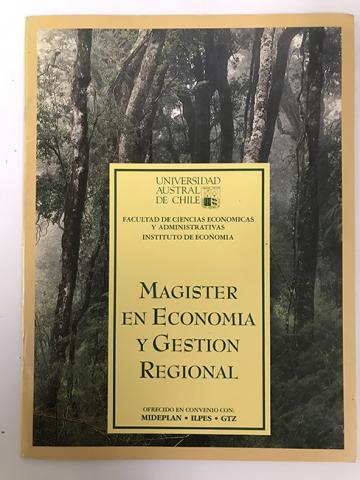 UNIVERSIDAD
AUSTRAL
DE CHILE
FACULTAD DE CIENCIAS ECONOMICAS
Y ADMINISTRATIVAS
INSTITUTO DE ECONOMIA
MAGISTER
EN ECONOMIA
Y GESTION
REGIONAL
OFRECIDO EN CONVENIO CON:
MIDEPLAN • ILPES • GTZ